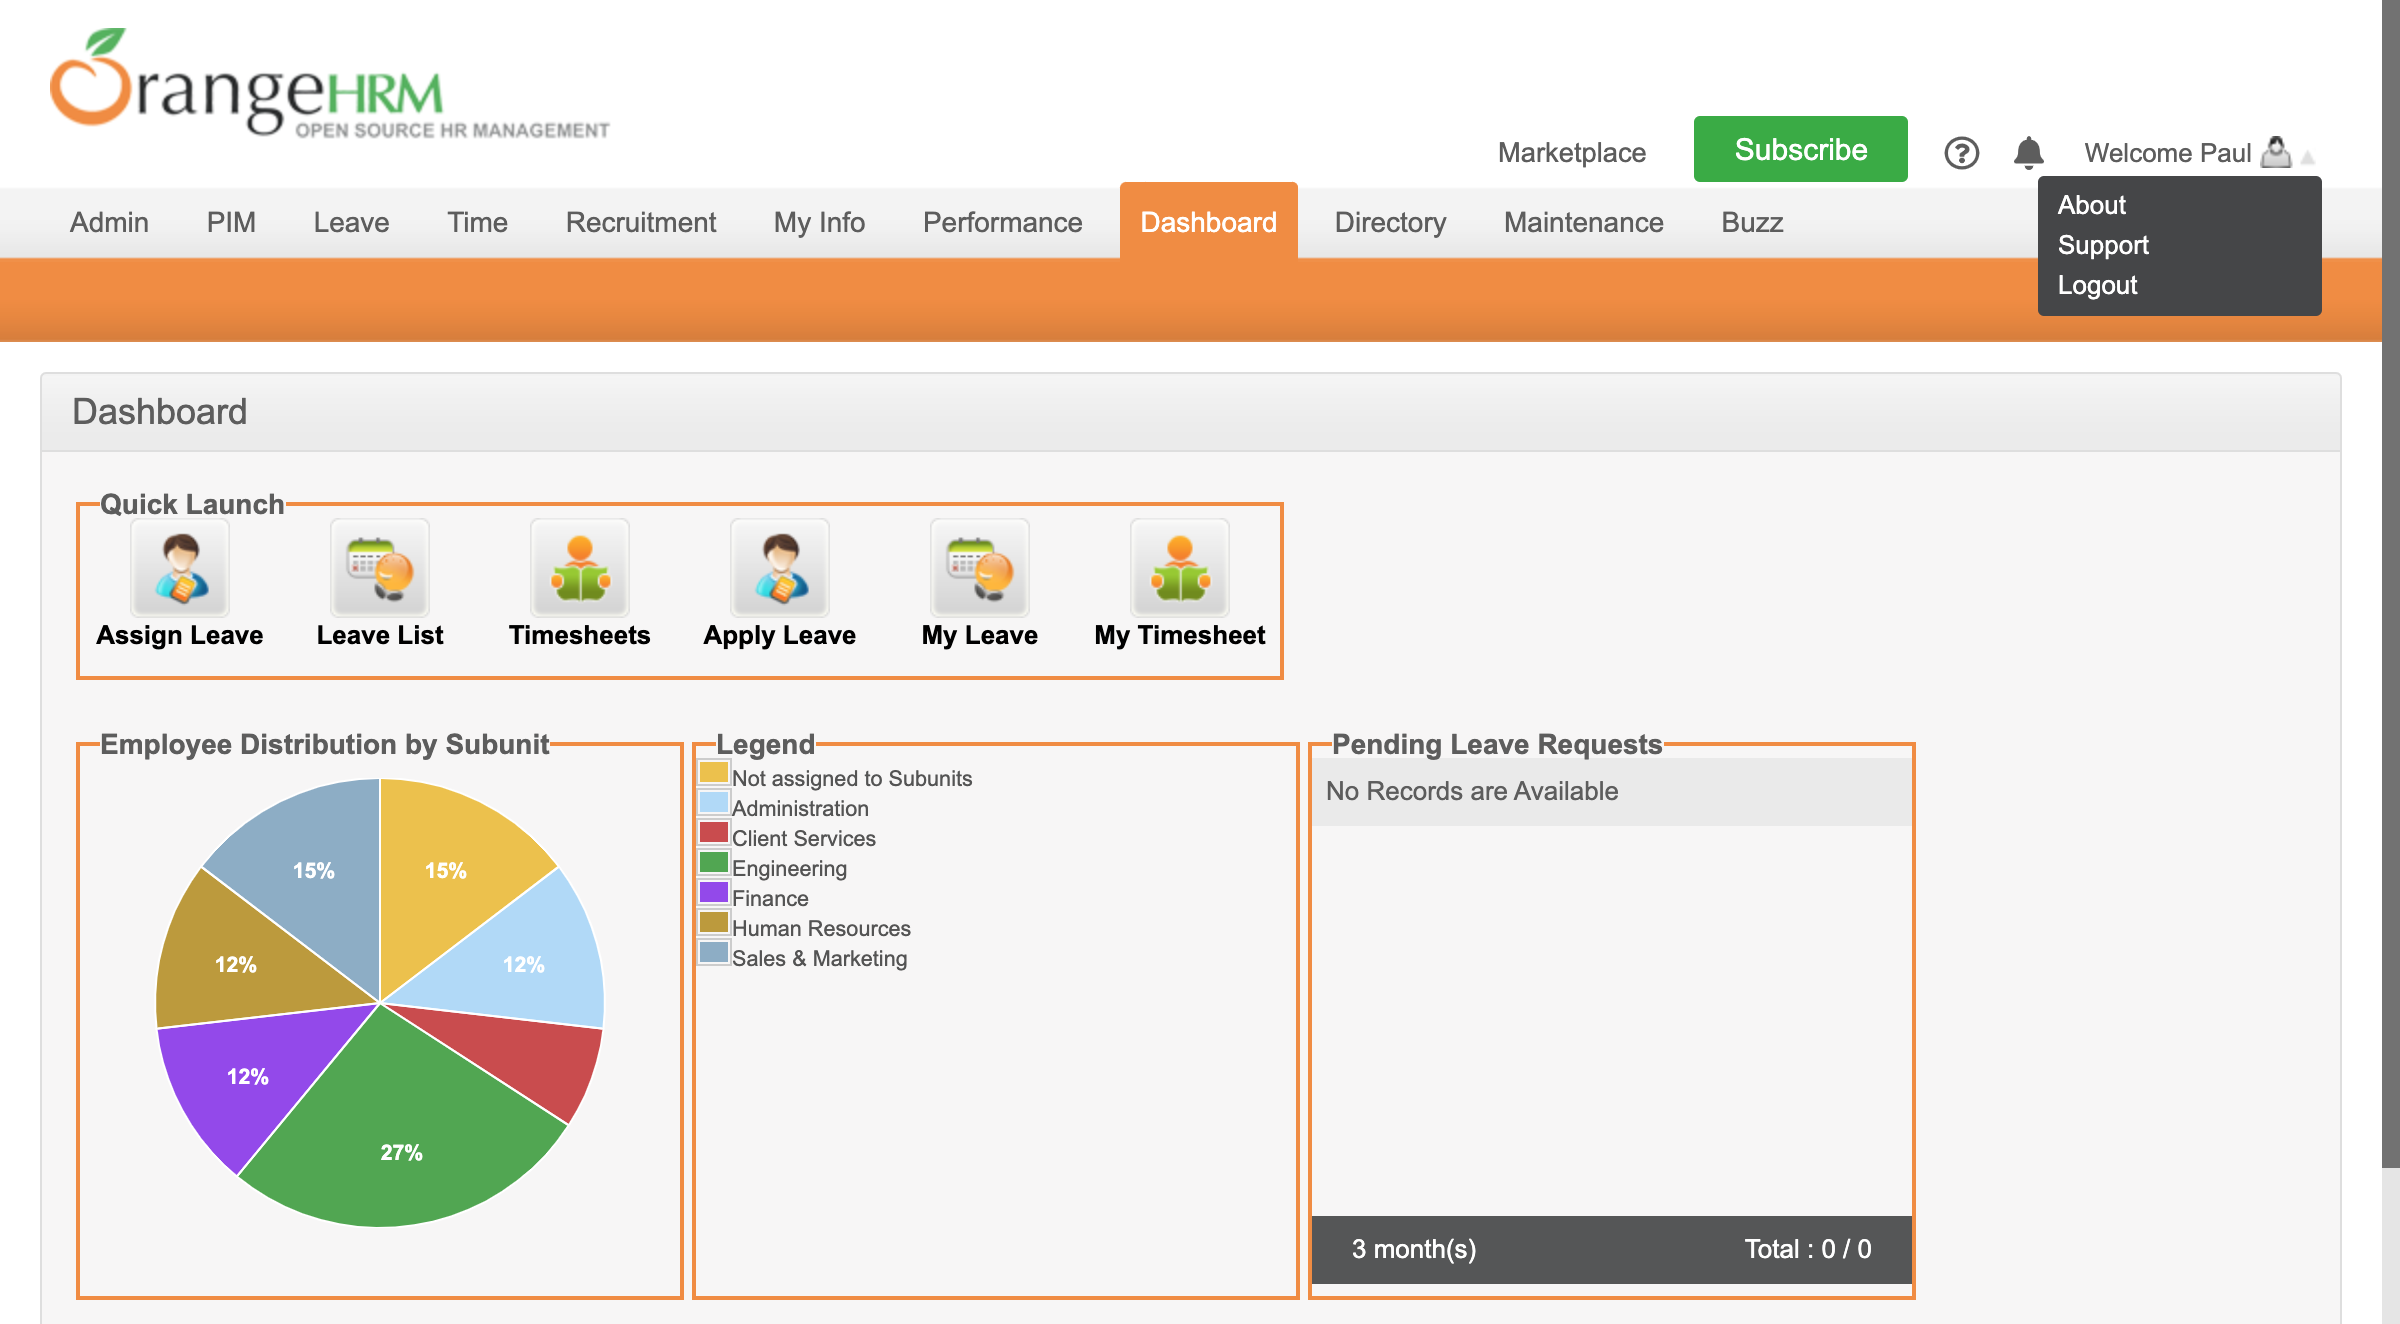 OrangeHRM
OPEN SOURCE HR MANAGEMENT
Marketplace
Subscribe
?
Welcome Paul
About
Support
Logout
Admin PIM Leave Time Recruitment My Info Performance Dashboard Directory Maintenance Buzz
Dashboard
Quick Launch
Assign Leave
Leave List
Timesheets
Apply Leave
My Leave
My Timesheet
Employee Distribution by Subunit
15% 15%
12% 12%
12%
27%
Legend
Not assigned to Subunits
Administration
Client Services
Engineering
Finance
Human Resources
Sales & Marketing
Pending Leave Requests
No Records are Available
3 month(s) Total : 0 / 0